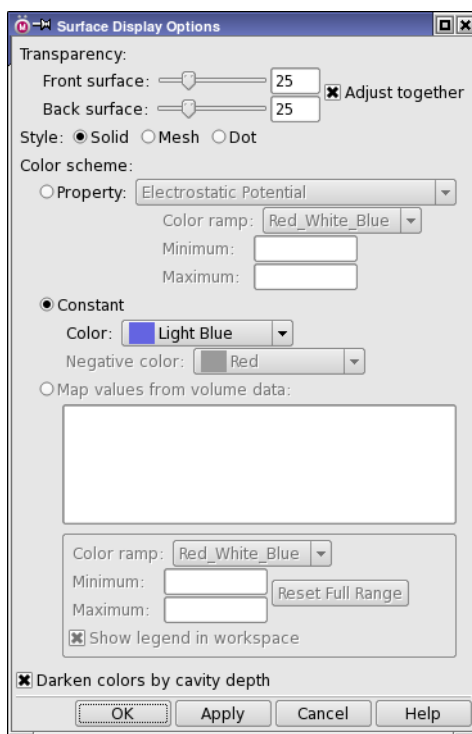 Surface Display Options
Transparency:
Front surface: 25
Adjust together
Back surface: 25
Style: Solid Mesh Dot
Color scheme:
Property: Electrostatic Potential
Color ramp: Red_White_Blue
Minimum:
Maximum:
Constant
Color: Light Blue
Negative color: Red
Map values from volume data:
Color ramp: Red_White_Blue
Minimum:
Reset Full Range
Maximum:
Show legend in workspace
Darken colors by cavity depth
OK Apply Cancel Help